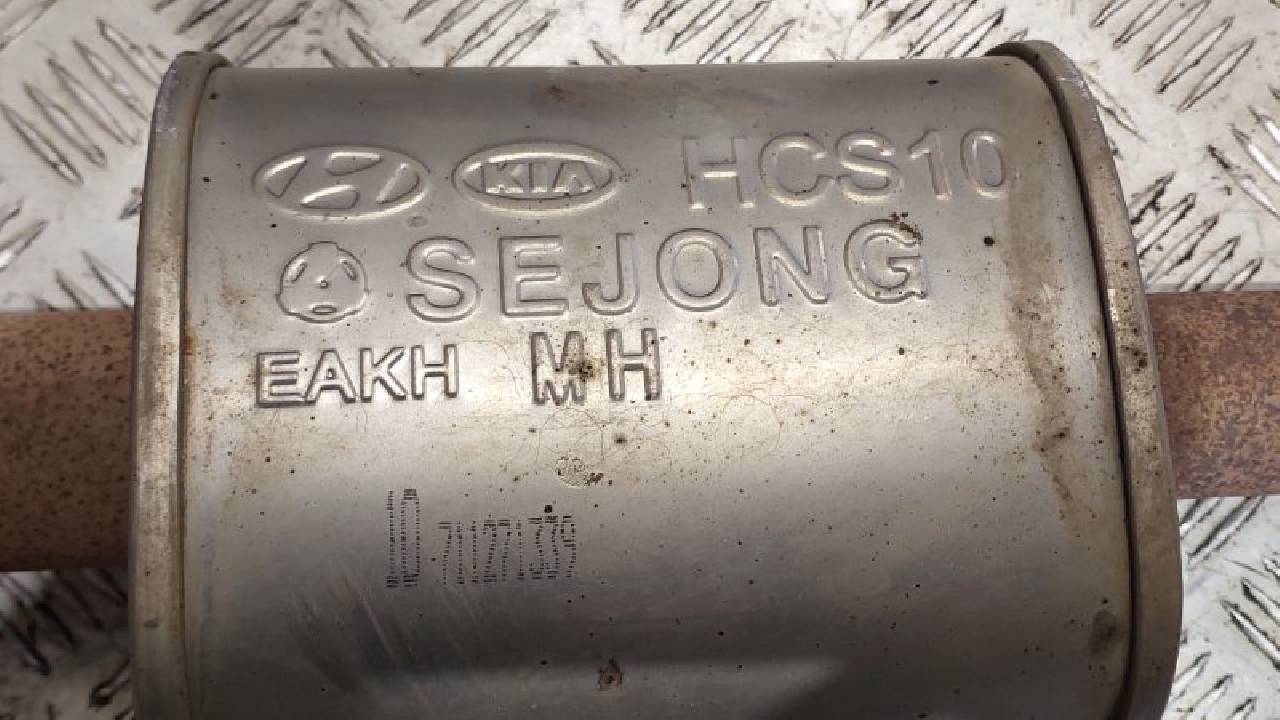 KIA HCS10
SEJONG
EAKH MH
10 711271339